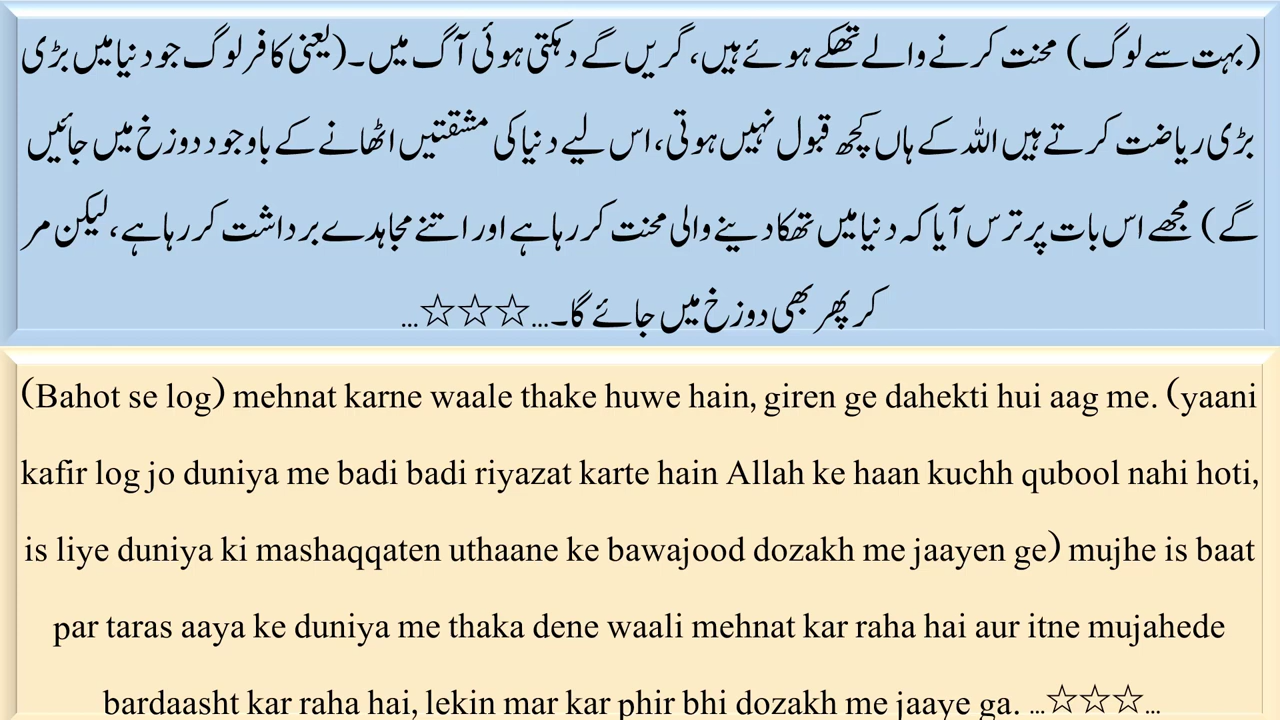 (بہت سے لوگ) محنت کرنے والے تھکے ہوئے ہیں، گریں گے دہکتی ہوئی آگ میں۔(یعنی کافر لوگ جو دنیا میں بڑی
بڑی ریاضت کرتے ہیں اللہ کے ہاں کچھ قبول نہیں ہوتی، اس لیے دنیا کی مشقتیں اٹھانے کے باوجود دوزخ میں جائیں
گے) مجھے اس بات پر ترس آیا کہ دنیا میں تھکا دینے والی محنت کر رہا ہے اور اتنے مجاہدے برداشت کر رہا ہے، لیکن مر
کر پھر بھی دوزخ میں جائے گا۔...☆☆☆...
(Bahot se log) mehnat karne waale thake huwe hain, giren ge dahekti hui aag me. (yaani
kafir log jo duniya me badi badi riyazat karte hain Allah ke haan kuchh qubool nahi hoti,
is liye duniya ki mashaqqaten uthaane ke bawajood dozakh me jaayen ge) mujhe is baat
par taras aaya ke duniya me thaka dene waali mehnat kar raha hai aur itne mujahede
bardaasht kar raha hai, lekin mar kar phir bhi dozakh me jaaye ga. ...☆☆☆...